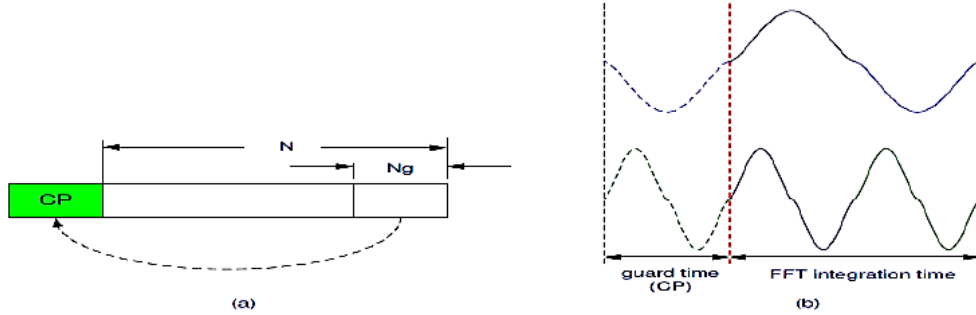 N
Ng
CP
(a)
guard time
(CP)
FFT integration time
(b)